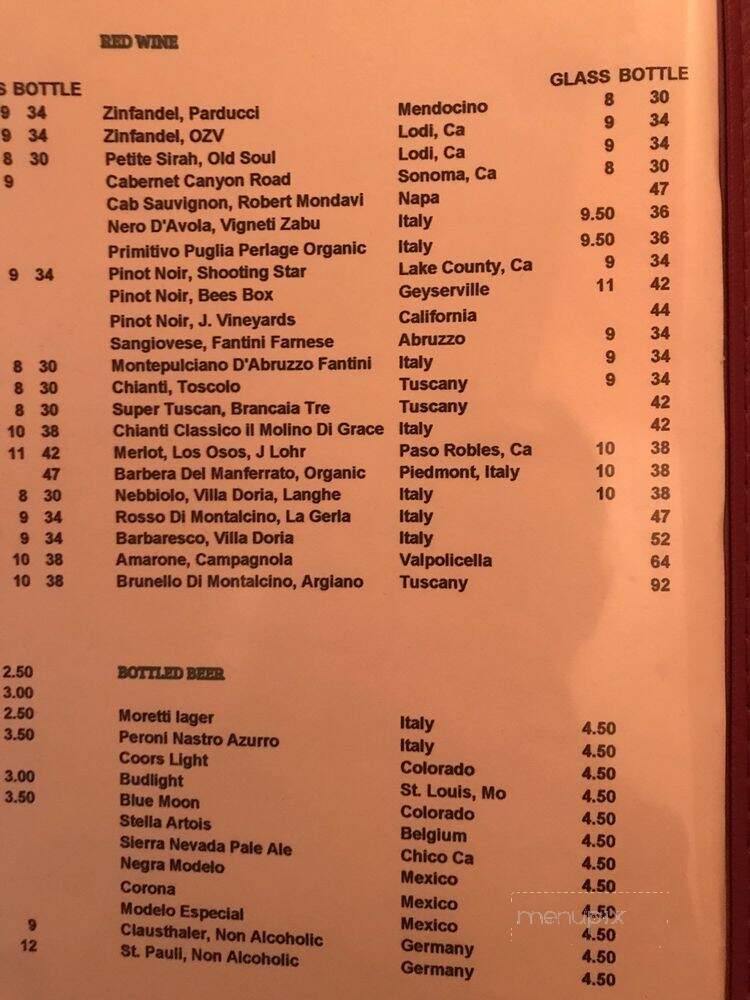 RED WINE
S BOTTLE GLASS BOTTLE
9 34 Zinfandel, Parducci Mendocino 8 30
9 34 Zinfandel, OZV Lodi, Ca 9 34
8 30 Petite Sirah, Old Soul Lodi, Ca 9 34
9 Cabernet Canyon Road Sonoma, Ca 8 30
Cab Sauvignon, Robert Mondavi Napa 47
Nero D'Avola, Vigneti Zabu Italy 9.50 36
Primitivo Puglia Perlage Organic Italy 9.50 36
9 34 Pinot Noir, Shooting Star Lake County, Ca 9 34
Pinot Noir, Bees Box Geyserville 11 42
Pinot Noir, J. Vineyards California 44
Sangiovese, Fantini Farnese Abruzzo 9 34
8 30 Montepulciano D'Abruzzo Fantini Italy 9 34
8 30 Chianti, Toscolo Tuscany 9 34
8 30 Super Tuscan, Brancaia Tre Tuscany 42
10 38 Chianti Classico il Molino Di Grace Italy 42
11 42 Merlot, Los Osos, J Lohr Paso Robles, Ca 10 38
47 Barbera Del Manferrato, Organic Piedmont, Italy 10 38
8 30 Nebbiolo, Villa Doria, Langhe Italy 10 38
9 34 Rosso Di Montalcino, La Gerla Italy 47
9 34 Barbaresco, Villa Doria Italy 52
10 38 Amarone, Campagnola Valpolicella 64
10 38 Brunello Di Montalcino, Argiano Tuscany 92
2.50 BOTTLED BEER
3.00
2.50 Moretti lager Italy 4.50
3.50 Peroni Nastro Azurro Italy 4.50
Coors Light Colorado 4.50
3.00 Budlight St. Louis, Mo 4.50
3.50 Blue Moon Colorado 4.50
Stella Artois Belgium 4.50
Sierra Nevada Pale Ale Chico Ca 4.50
Negra Modelo Mexico 4.50
Corona Mexico 4.50
Modelo Especial Mexico 4.50
9 Clausthaler, Non Alcoholic Germany 4.50
12 St. Pauli, Non Alcoholic Germany 4.50
menupix